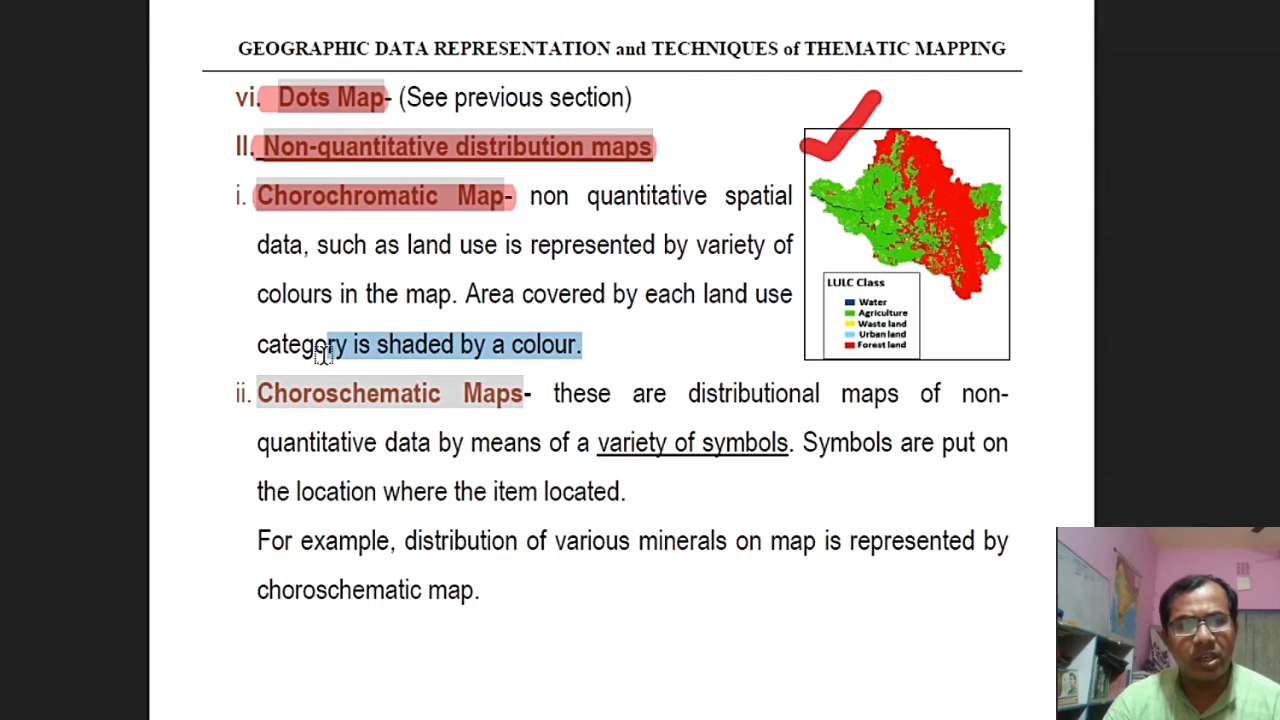 GEOGRAPHIC DATA REPRESENTATION and TECHNIQUES of THEMATIC MAPPING
vi. Dots Map- (See previous section)
II. Non-quantitative distribution maps
i. Chorochromatic Map- non quantitative spatial
data, such as land use is represented by variety of
colours in the map. Area covered by each land use
category is shaded by a colour.
LULC Class
Water
Agriculture
Waste land
Urban land
Forest land
ii. Choroschematic Maps- these are distributional maps of non-
quantitative data by means of a variety of symbols. Symbols are put on
the location where the item located.
For example, distribution of various minerals on map is represented by
choroschematic map.